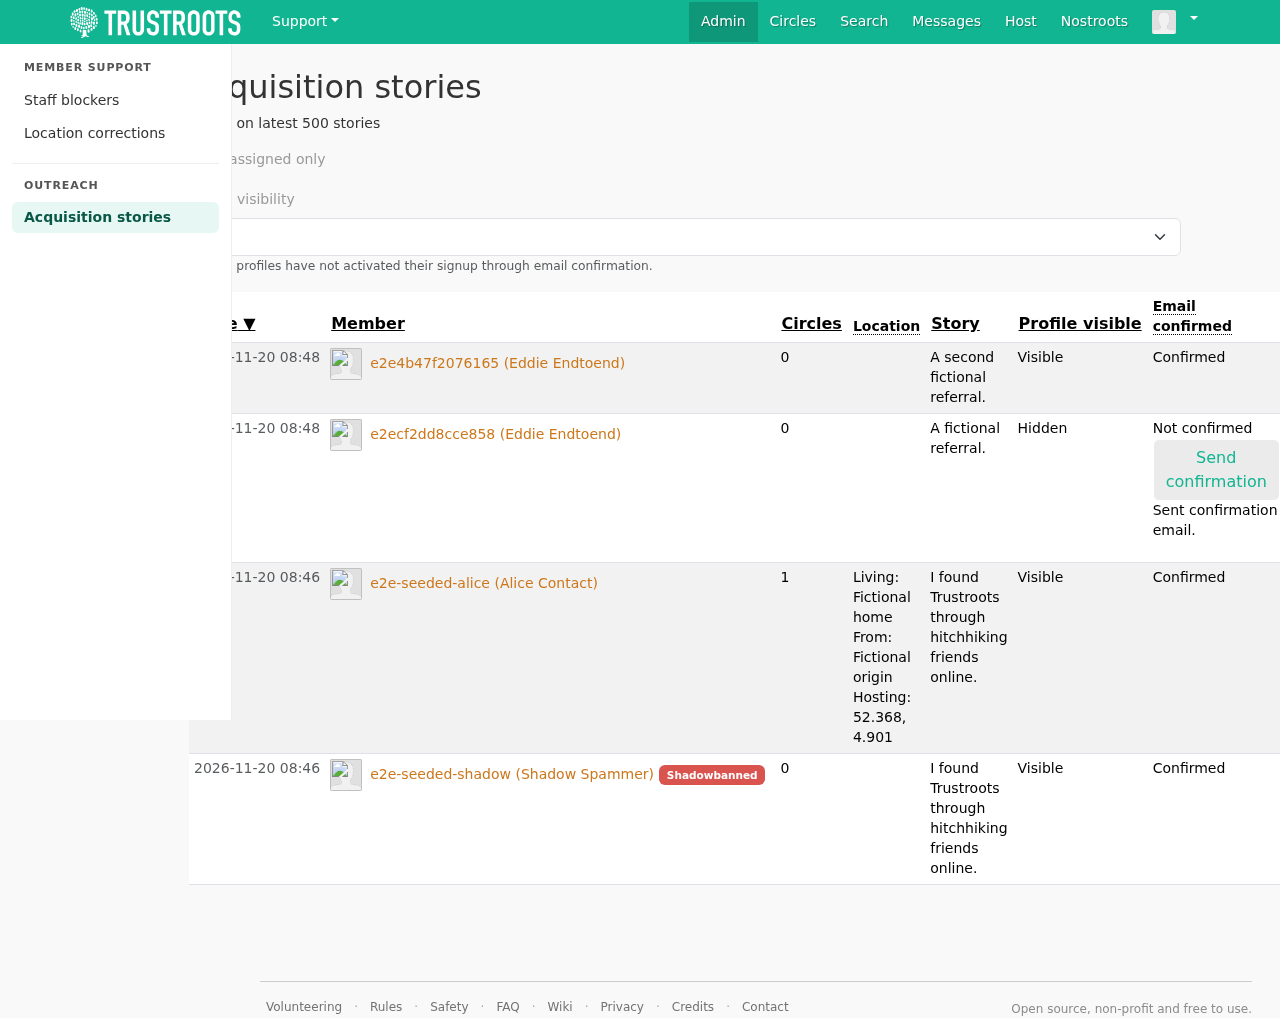 TRUSTROOTS Support Admin Circles Search Messages Host Nostroots
MEMBER SUPPORT
Staff blockers
Location corrections
OUTREACH
Acquisition stories
quisition stories
on latest 500 stories
assigned only
visibility
profiles have not activated their signup through email confirmation.
e ▼ Member Circles Location Story Profile visible Email confirmed
-11-20 08:48 e2e4b47f2076165 (Eddie Endtoend) 0 A second fictional referral. Visible Confirmed
-11-20 08:48 e2ecf2dd8cce858 (Eddie Endtoend) 0 A fictional referral. Hidden Not confirmed
Send confirmation
Sent confirmation email.
-11-20 08:46 e2e-seeded-alice (Alice Contact) 1 Living: Fictional home From: Fictional origin Hosting: 52.368, 4.901 I found Trustroots through hitchhiking friends online. Visible Confirmed
2026-11-20 08:46 e2e-seeded-shadow (Shadow Spammer) Shadowbanned 0 I found Trustroots through hitchhiking friends online. Visible Confirmed
Volunteering · Rules · Safety · FAQ · Wiki · Privacy · Credits · Contact
Open source, non-profit and free to use.